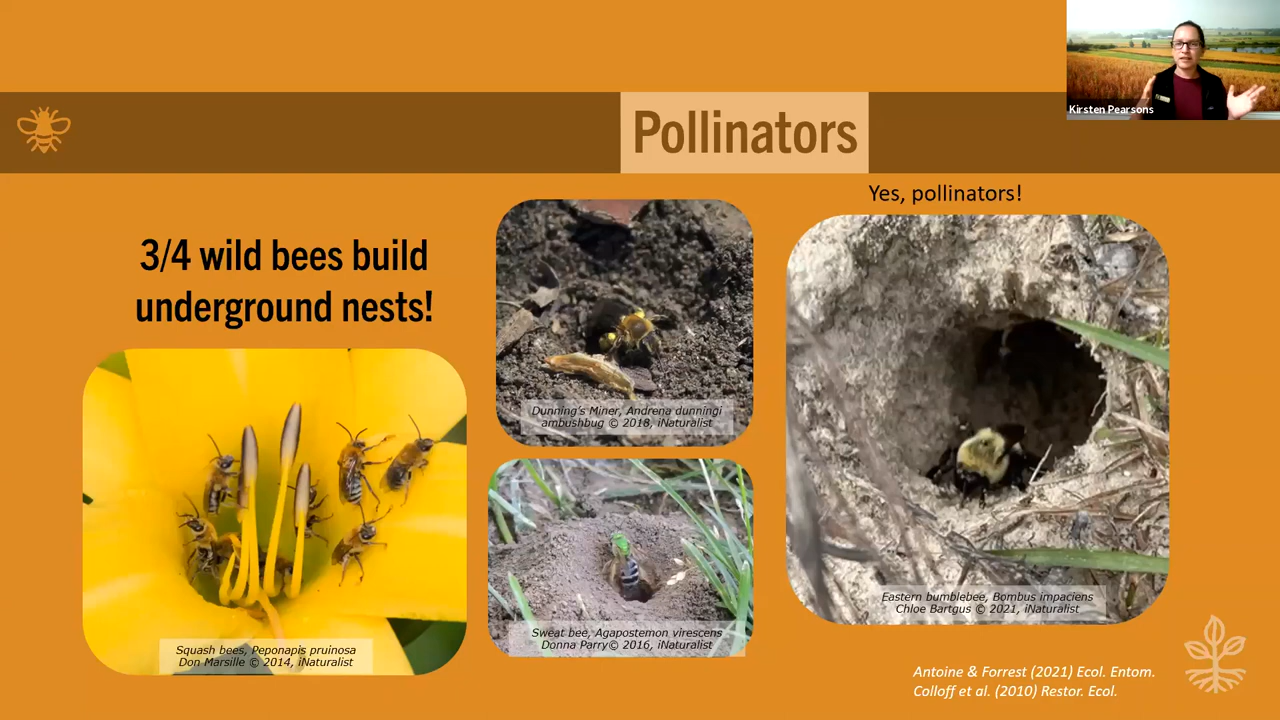 Kirsten Pearsons
Pollinators
Yes, pollinators!
3/4 wild bees build
underground nests!
Dunning's Miner, Andrena dunningi
ambushbug © 2018, iNaturalist
Eastern bumblebee, Bombus impaciens
Chloe Bartgus © 2021, iNaturalist
Sweat bee, Agapostemon virescens
Donna Parry© 2016, iNaturalist
Squash bees, Peponapis pruinosa
Don Marsille © 2014, iNaturalist
Antoine & Forrest (2021) Ecol. Entom.
Colloff et al. (2010) Restor. Ecol.